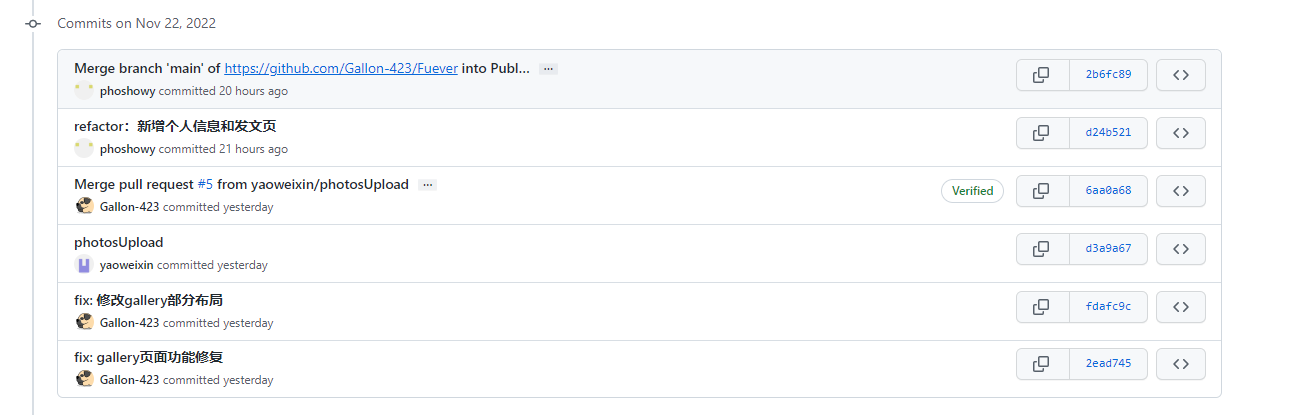 Commits on Nov 22, 2022
Merge branch 'main' of https://github.com/Gallon-423/Fuever into Publ... ...
2b6fc89
phoshowy committed 20 hours ago
refactor：新增个人信息和发文页
d24b521
phoshowy committed 21 hours ago
Merge pull request #5 from yaoweixin/photosUpload ...
Verified
6aa0a68
Gallon-423 committed yesterday
photosUpload
d3a9a67
yaoweixin committed yesterday
fix: 修改gallery部分布局
fdafc9c
Gallon-423 committed yesterday
fix: gallery页面功能修复
2ead745
Gallon-423 committed yesterday